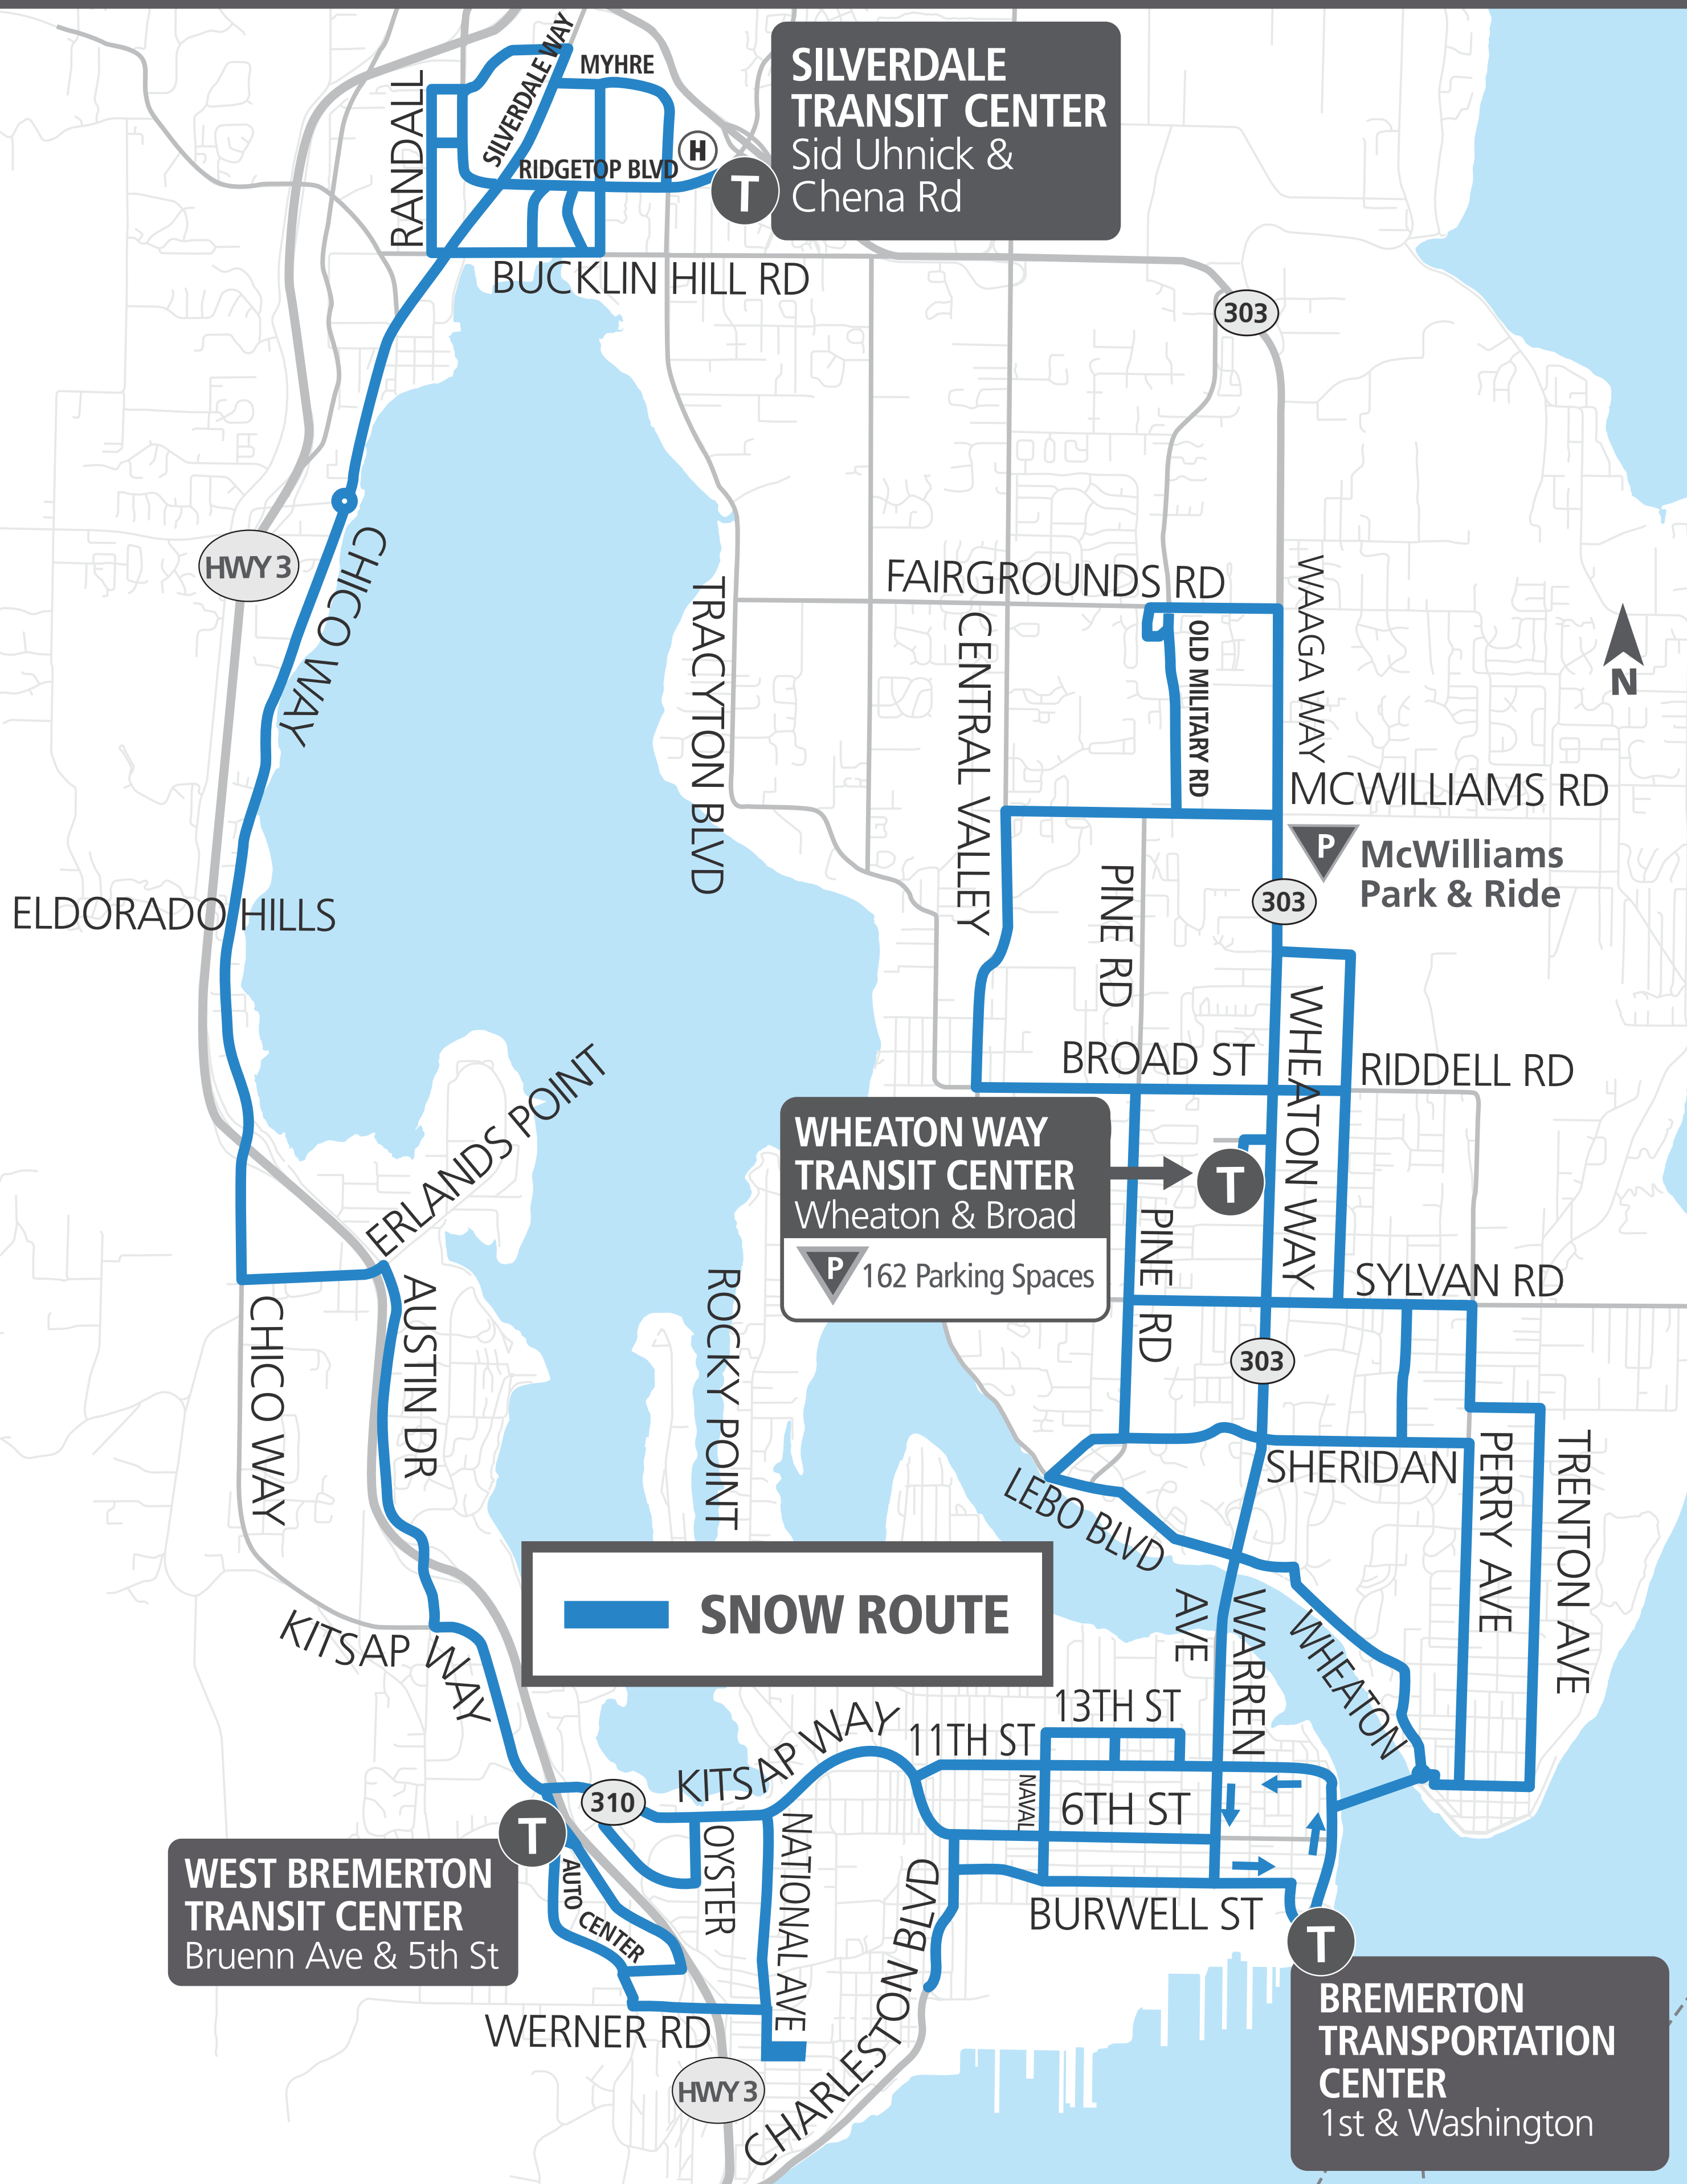 SILVERDALE WAY
MYHRE
RANDALL
RIDGETOP BLVD
H
T
SILVERDALE
TRANSIT CENTER
Sid Uhnick &
Chena Rd
BUCKLIN HILL RD
303
HWY 3
CHICO WAY
TRACYTON BLVD
FAIRGROUNDS RD
CENTRAL VALLEY
OLD MILITARY RD
WAAGA WAY
N
MCWILLIAMS RD
P
McWilliams
Park & Ride
303
PINE RD
ELDORADO HILLS
WHEATON WAY
BROAD ST
RIDDELL RD
ERLANDS POINT
WHEATON WAY
TRANSIT CENTER
Wheaton & Broad
P
162 Parking Spaces
T
PINE RD
SYLVAN RD
303
CHICO WAY
AUSTIN DR
ROCKY POINT
SHERIDAN
LEBO BLVD
PERRY AVE
TRENTON AVE
SNOW ROUTE
KITSAP WAY
WARREN
AVE
WHEATON
KITSAP WAY
11TH ST
13TH ST
NAVAL
6TH ST
310
T
OYSTER
NATIONAL AVE
AUTO
CENTER
WEST BREMERTON
TRANSIT CENTER
Bruenn Ave & 5th St
BURWELL ST
CHARLESTON BLVD
T
WERNER RD
HWY 3
BREMERTON
TRANSPORTATION
CENTER
1st & Washington